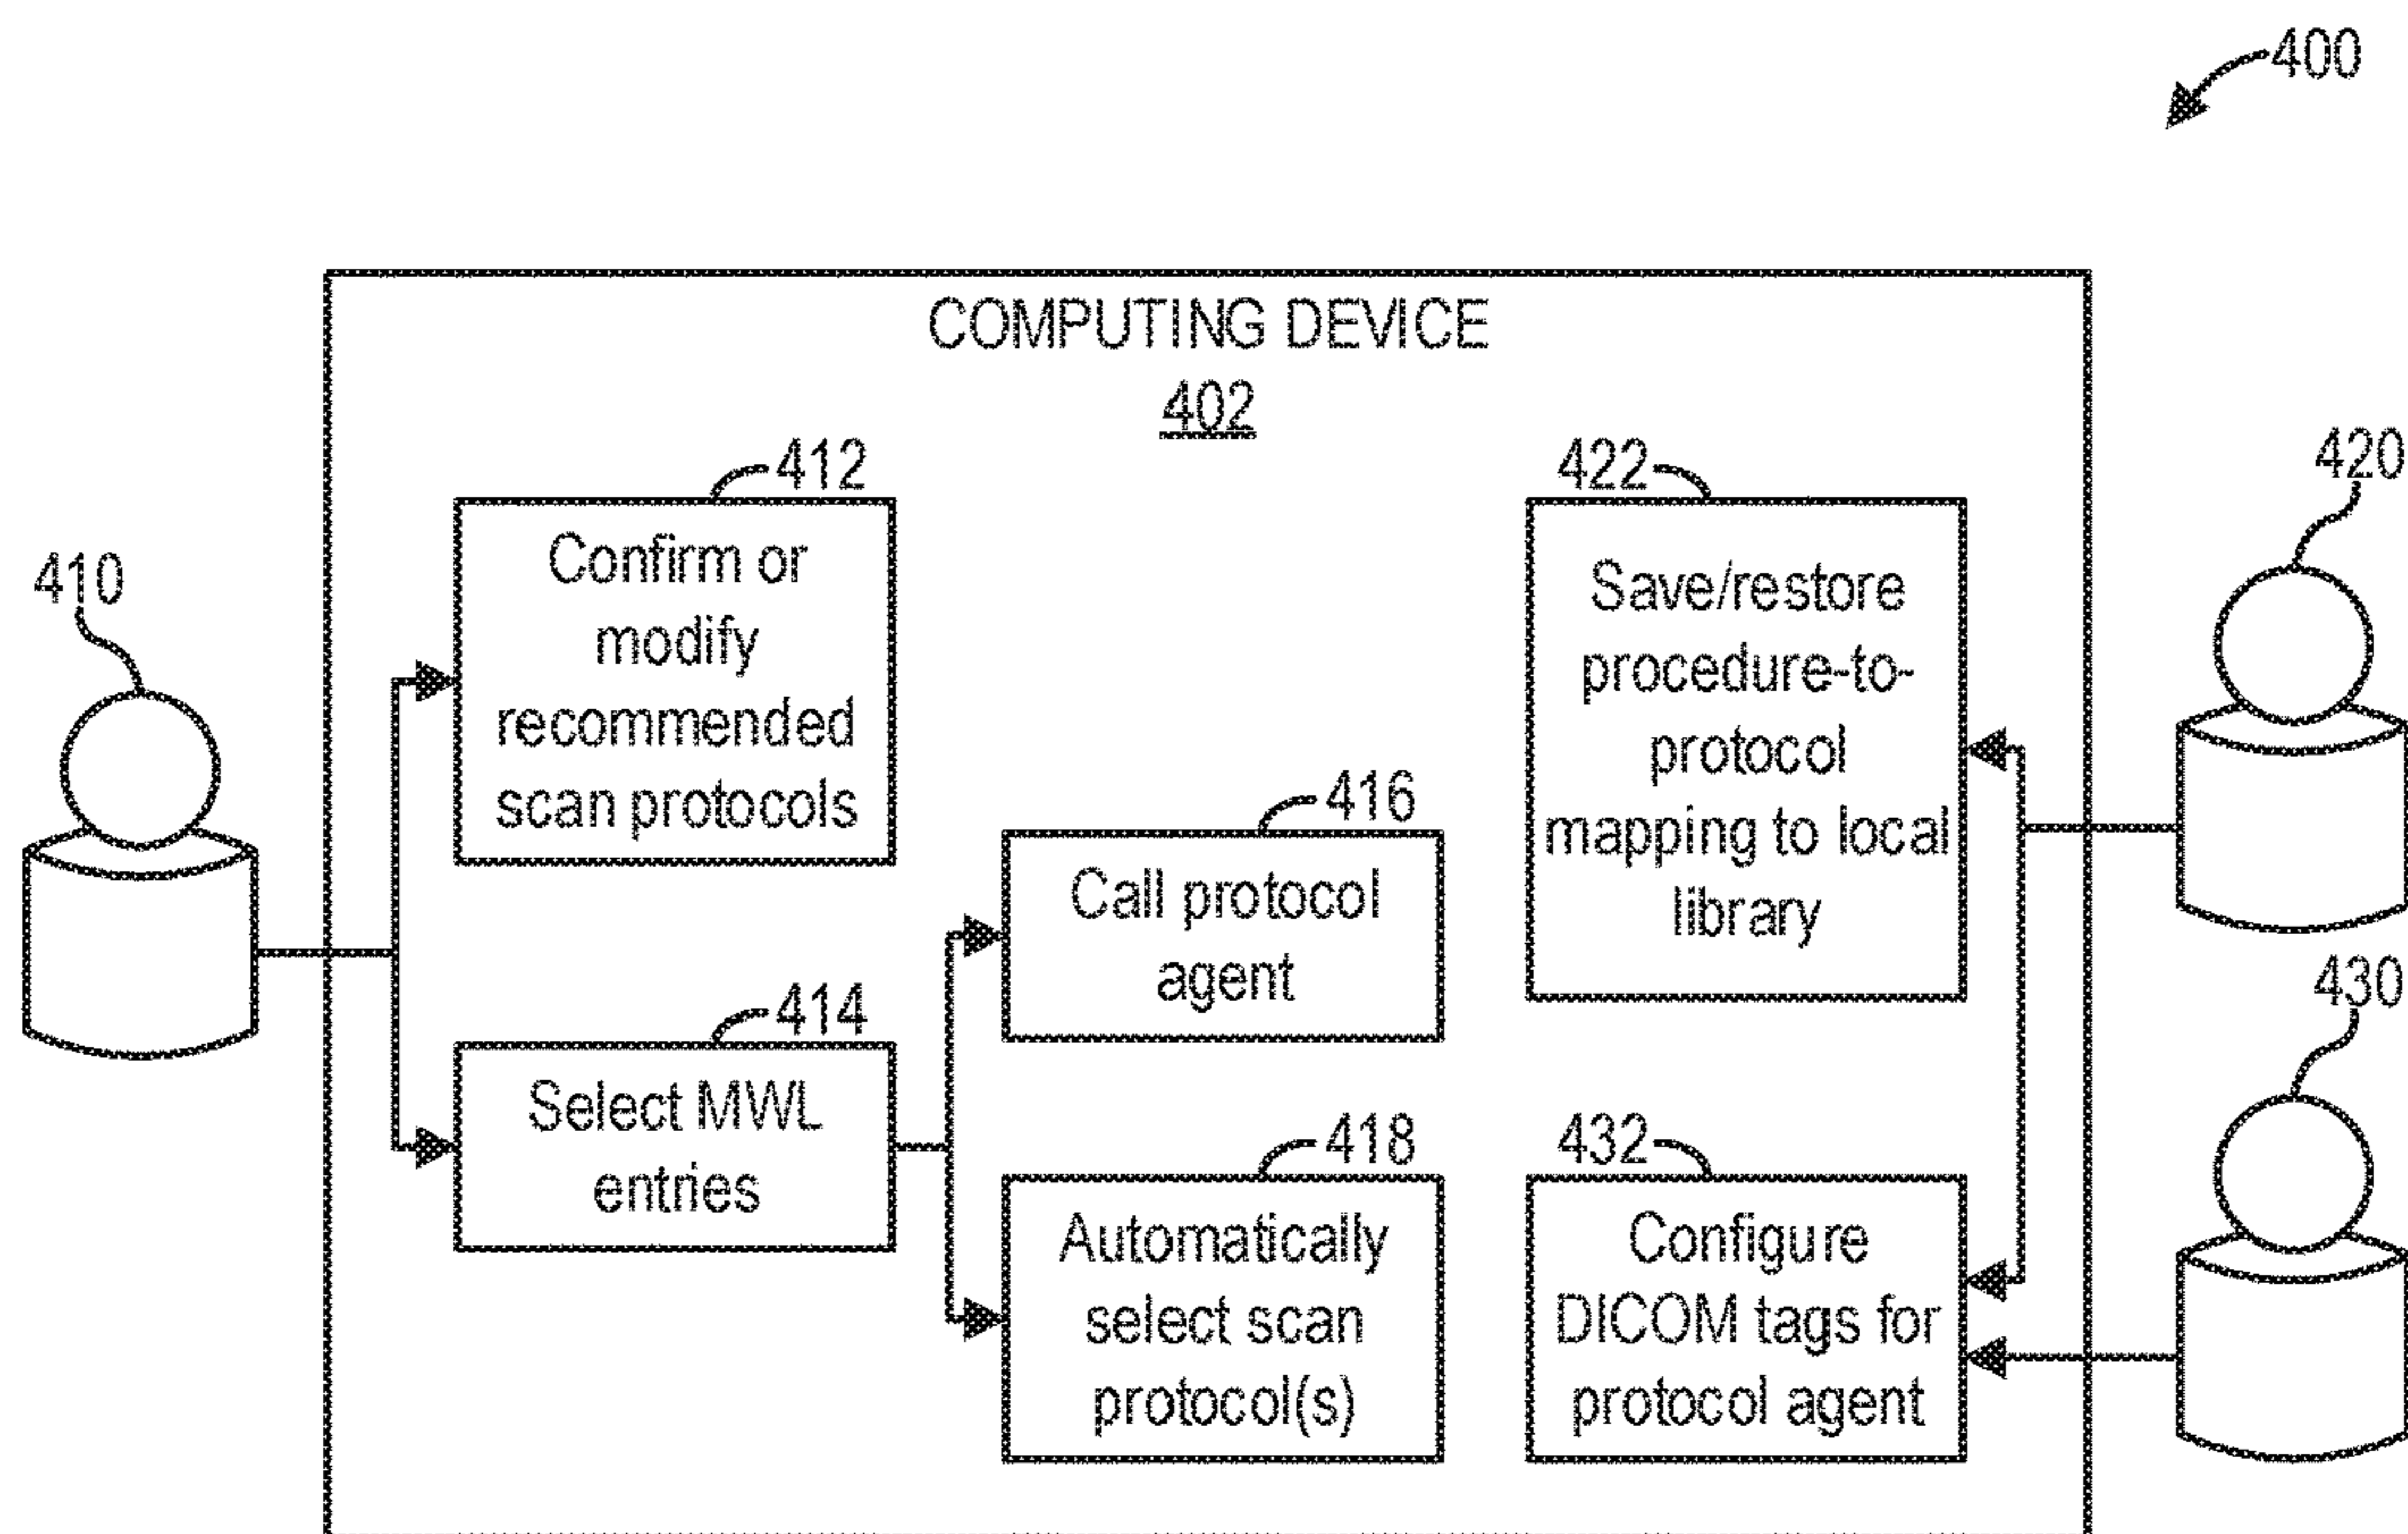 400
COMPUTING DEVICE
402
412
Confirm or
modify
recommended
scan protocols
410
414
Select MWL
entries
416
Call protocol
agent
418
Automatically
select scan
protocol(s)
422
Save/restore
procedure-to-
protocol
mapping to local
library
420
432
Configure
DICOM tags for
protocol agent
430